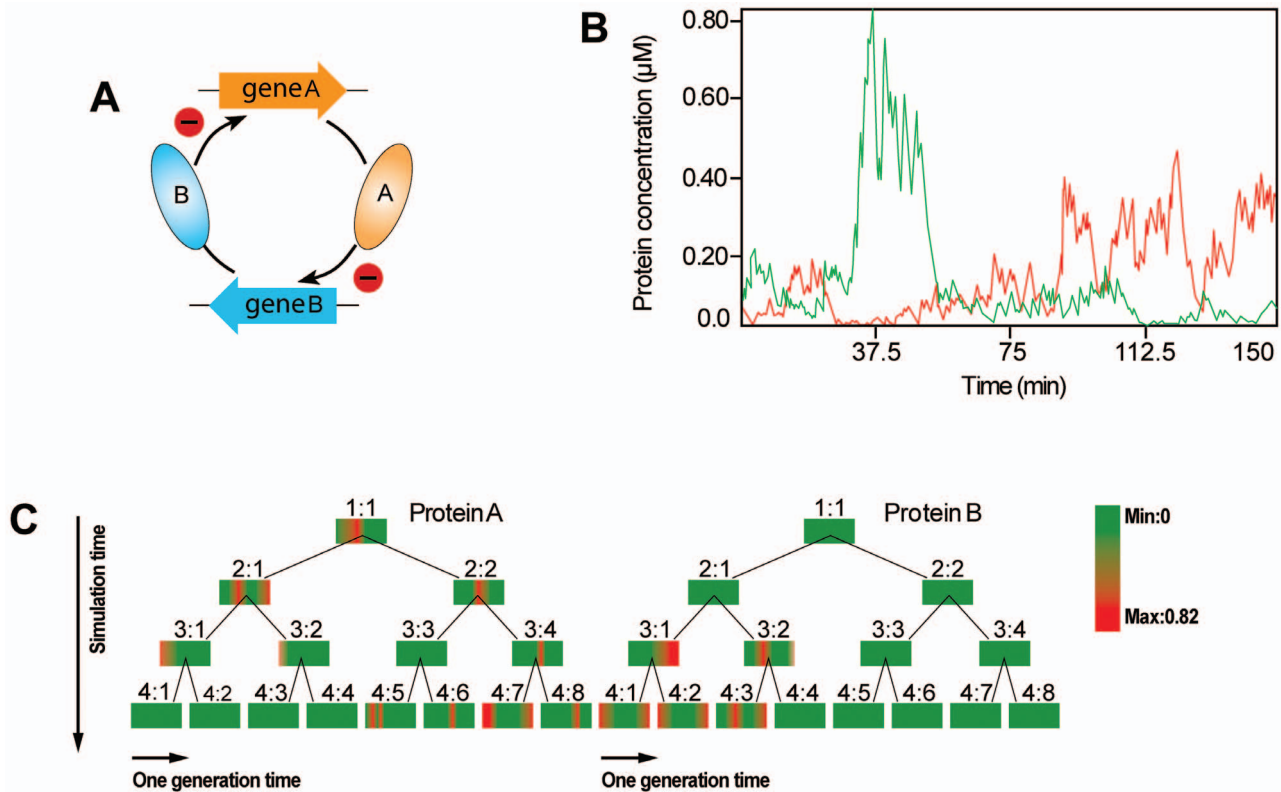 A
geneA
B
A
geneB
B
Protein concentration (µM)
0.80
0.60
0.40
0.20
0.0
37.5
75
112.5
150
Time (min)
C
Simulation time
1:1
Protein A
2:1
2:2
3:1
3:2
3:3
3:4
4:1
4:2
4:3
4:4
4:5
4:6
4:7
4:8
One generation time
1:1
Protein B
2:1
2:2
3:1
3:2
3:3
3:4
4:1
4:2
4:3
4:4
4:5
4:6
4:7
4:8
One generation time
Min:0
Max:0.82